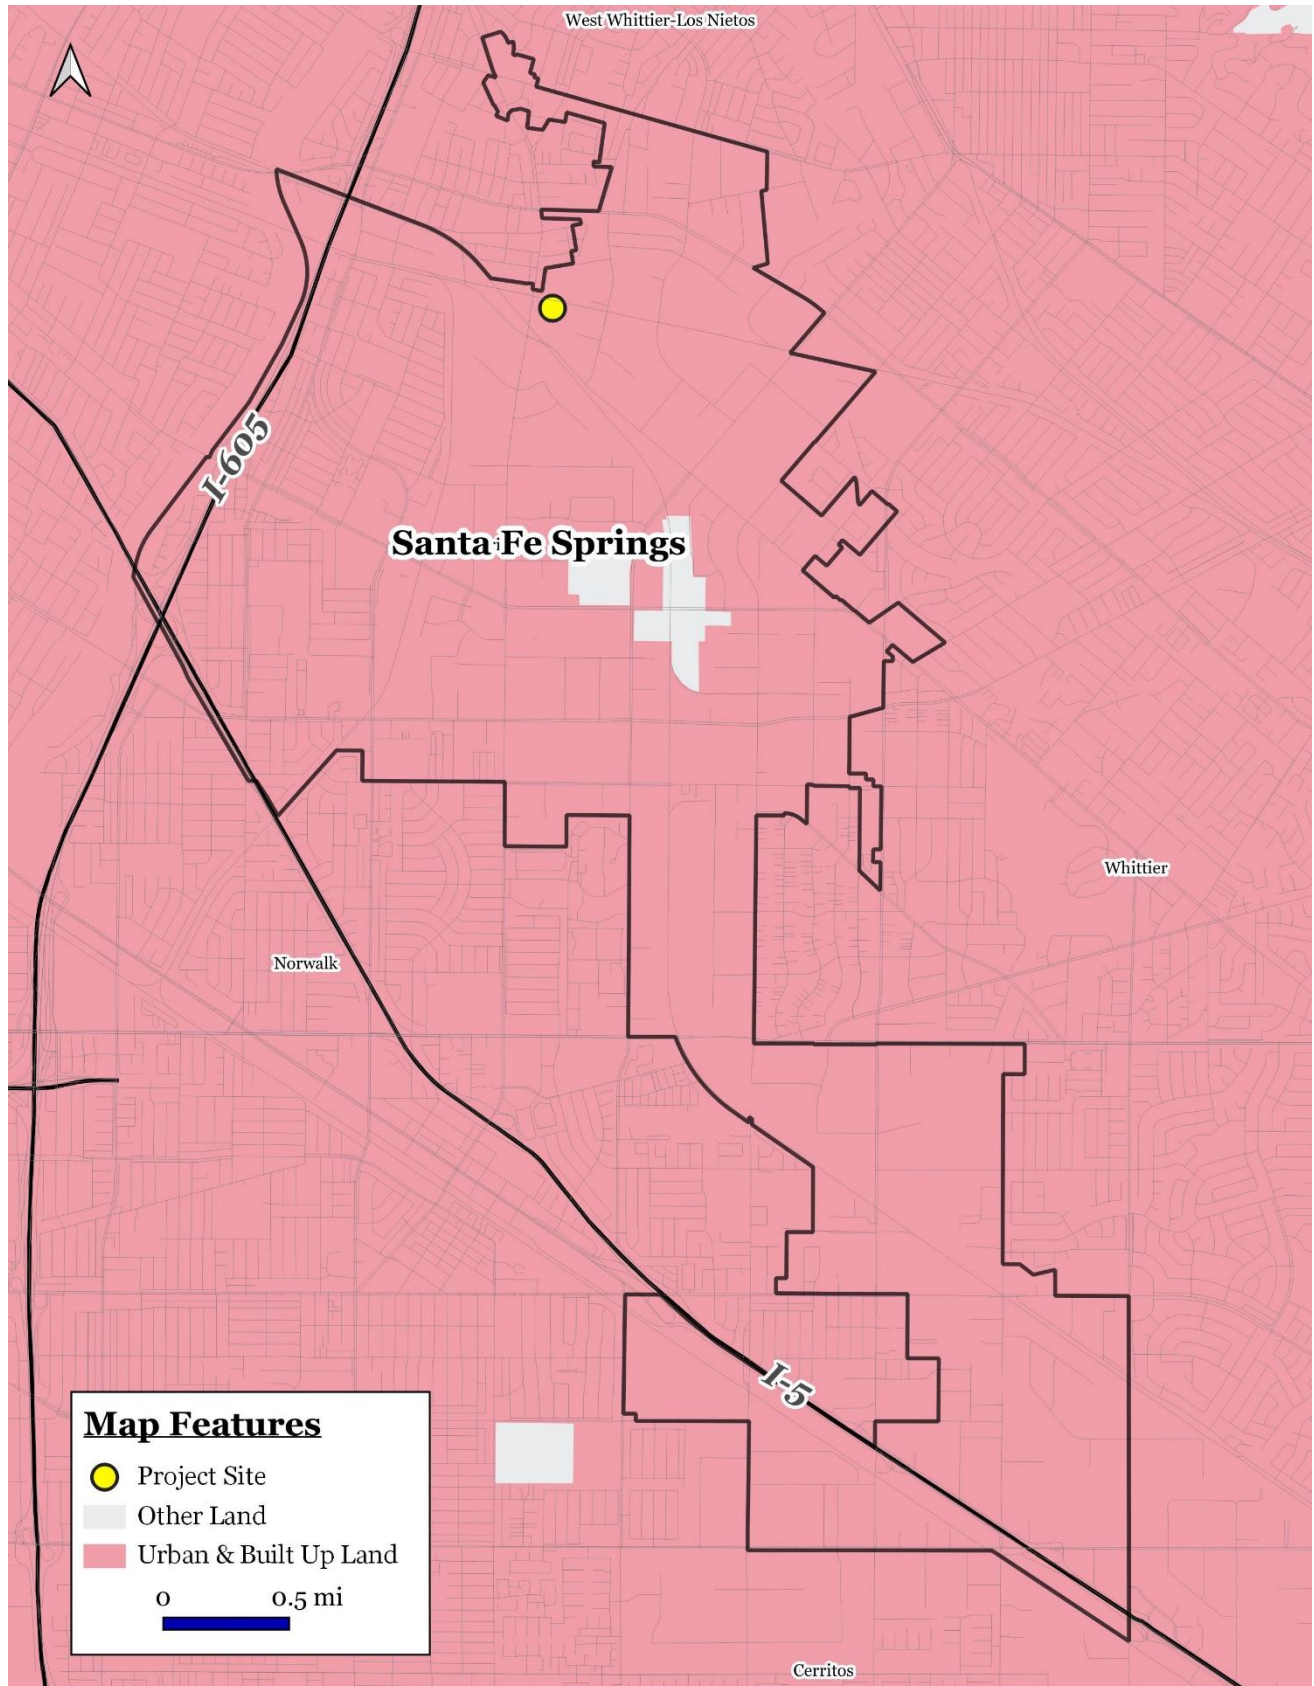 West Whittier-Los Nietos
I-605
Santa Fe Springs
Whittier
Norwalk
I-5
Map Features
Project Site
Other Land
Urban & Built Up Land
0 0.5 mi
Cerritos